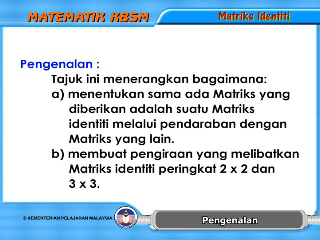 MATEMATIK KBSM
Matriks Identiti
Pengenalan :
Tajuk ini menerangkan bagaimana:
a) menentukan sama ada Matriks yang
diberikan adalah suatu Matriks
identiti melalui pendaraban dengan
Matriks yang lain.
b) membuat pengiraan yang melibatkan
Matriks identiti peringkat 2 x 2 dan
3 x 3.
© KEMENTERIAN PELAJARAN MALAYSIA
Pengenalan